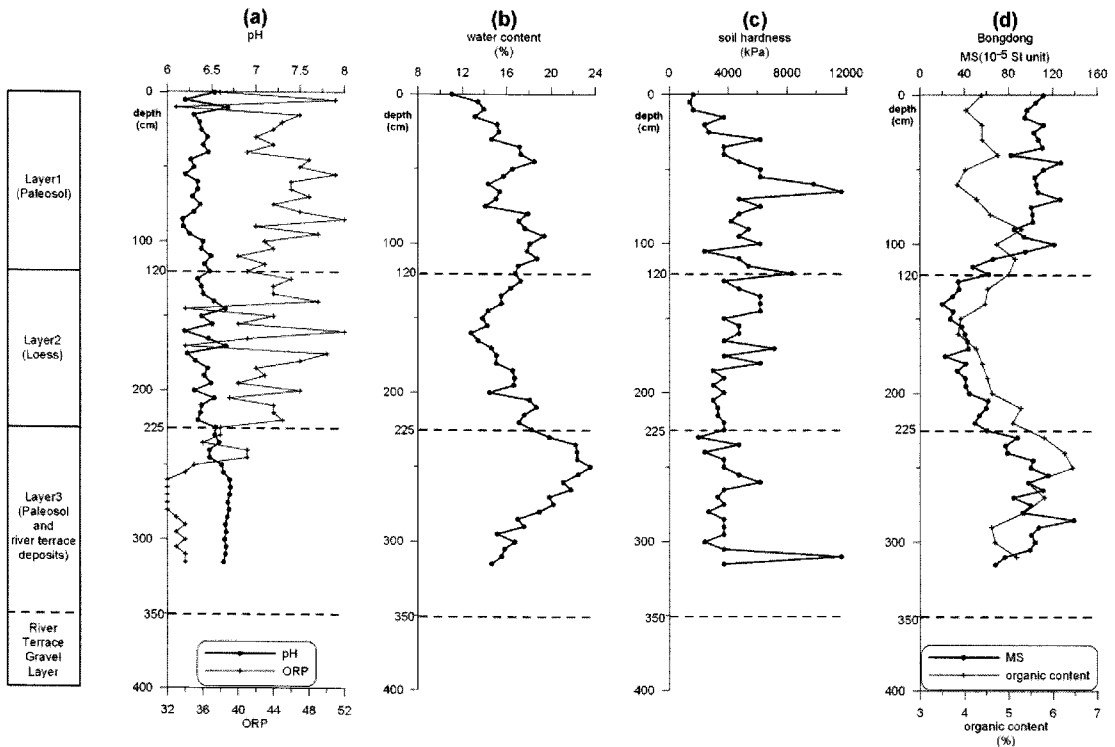 (a)
pH
6 6.5 7 7.5 8
0
depth
(cm)
100
120
200
225
300
350
400
32 36 40 44 48 52
ORP
pH
ORP
Layer1
(Paleosol)
Layer2
(Loess)
Layer3
(Paleosol
and
river terrace
deposits)
River
Terrace
Gravel
Layer
(b)
water content
(%)
8 12 16 20 24
0
depth
(cm)
100
120
200
225
300
350
400
(c)
soil hardness
(kPa)
0 4000 8000 12000
0
depth
(cm)
100
120
200
225
300
350
400
(d)
Bongdong
MS(10-5 SI unit)
0 40 80 120 160
0
depth
(cm)
100
120
200
225
300
350
400
MS
organic content
3 4 5 6 7
organic content
(%)